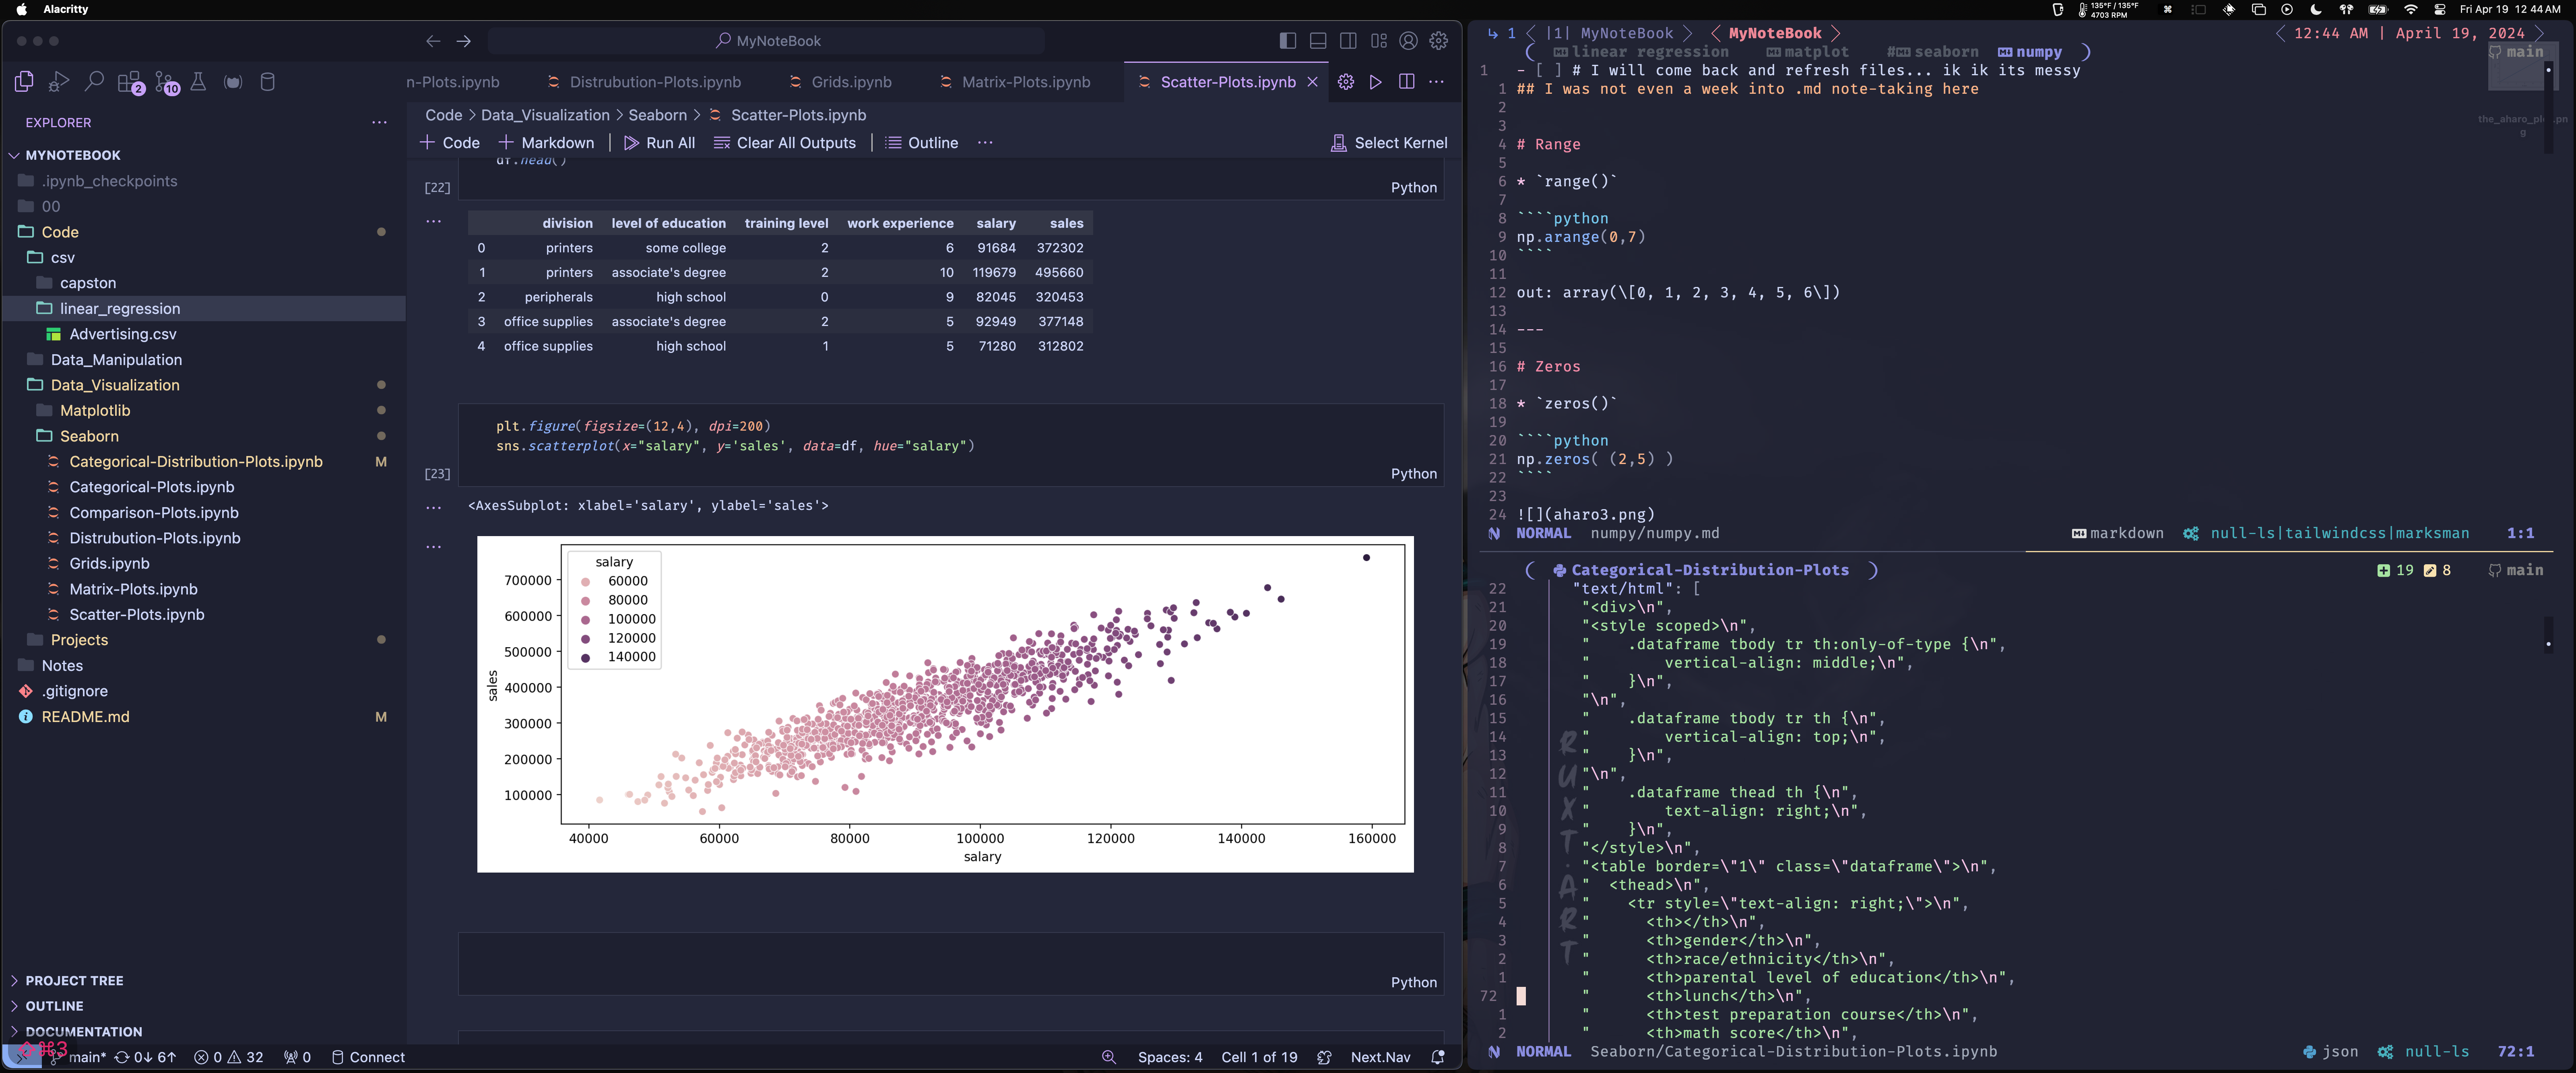 Alacritty
135°F / 135°F
4703 RPM
Fri Apr 19 12 44 AM
MyNoteBook
2
10
n-Plots.ipynb
Distrubution-Plots.ipynb
Grids.ipynb
Matrix-Plots.ipynb
Scatter-Plots.ipynb
EXPLORER
MYNOTEBOOK
.ipynb_checkpoints
00
Code
csv
capston
linear_regression
Advertising.csv
Data_Manipulation
Data_Visualization
Matplotlib
Seaborn
Categorical-Distribution-Plots.ipynb M
Categorical-Plots.ipynb
Comparison-Plots.ipynb
Distrubution-Plots.ipynb
Grids.ipynb
Matrix-Plots.ipynb
Scatter-Plots.ipynb
Projects
Notes
.gitignore
README.md M
PROJECT TREE
OUTLINE
DOCUMENTATION
Code > Data_Visualization > Seaborn > Scatter-Plots.ipynb
+ Code + Markdown | Run All Clear All Outputs | Outline ... Select Kernel
df.head()
[22] Python
division level of education training level work experience salary sales
0 printers some college 2 6 91684 372302
1 printers associate's degree 2 10 119679 495660
2 peripherals high school 0 9 82045 320453
3 office supplies associate's degree 2 5 92949 377148
4 office supplies high school 1 5 71280 312802
plt.figure(figsize=(12,4), dpi=200)
sns.scatterplot(x="salary", y='sales', data=df, hue="salary")
[23] Python
<AxesSubplot: xlabel='salary', ylabel='sales'>
salary
60000
80000
100000
120000
140000
700000
600000
500000
400000
300000
200000
100000
sales
40000 60000 80000 100000 120000 140000 160000
salary
Python
⌘3
main* 0↓ 6↑ 0 32 0 Connect
Spaces: 4 Cell 1 of 19 Next.Nav
1 < |1| MyNoteBook > < MyNoteBook > < 12:44 AM | April 19, 2024 >
( linear regression matplot #seaborn numpy ) main
1 - [ ] # I will come back and refresh files... ik ik its messy
1 ## I was not even a week into .md note-taking here
2
3
4 # Range
5
6 * `range()`
7
8 ````python
9 np.arange(0,7)
10 ````
11
12 out: array(\[0, 1, 2, 3, 4, 5, 6\])
13
14 ---
15
16 # Zeros
17
18 * `zeros()`
19
20 ````python
21 np.zeros( (2,5) )
22 ````
23
24 ![](aharo3.png)
NORMAL numpy/numpy.md markdown null-ls|tailwindcss|marksman 1:1
( Categorical-Distribution-Plots ) 19 8 main
22 "text/html": [
21 "<div>\n",
20 "<style scoped>\n",
19 "    .dataframe tbody tr th:only-of-type {\n",
18 "        vertical-align: middle;\n",
17 "    }\n",
16 "\n",
15 "    .dataframe tbody tr th {\n",
14 "        vertical-align: top;\n",
13 "    }\n",
12 "\n",
11 "    .dataframe thead th {\n",
10 "        text-align: right;\n",
9 "    }\n",
8 "</style>\n",
7 "<table border=\"1\" class=\"dataframe\">\n",
6 "  <thead>\n",
5 "    <tr style=\"text-align: right;\">\n",
4 "      <th></th>\n",
3 "      <th>gender</th>\n",
2 "      <th>race/ethnicity</th>\n",
1 "      <th>parental level of education</th>\n",
72 "      <th>lunch</th>\n",
1 "      <th>test preparation course</th>\n",
2 "      <th>math score</th>\n",
RUXT·ART
NORMAL Seaborn/Categorical-Distribution-Plots.ipynb json null-ls 72:1